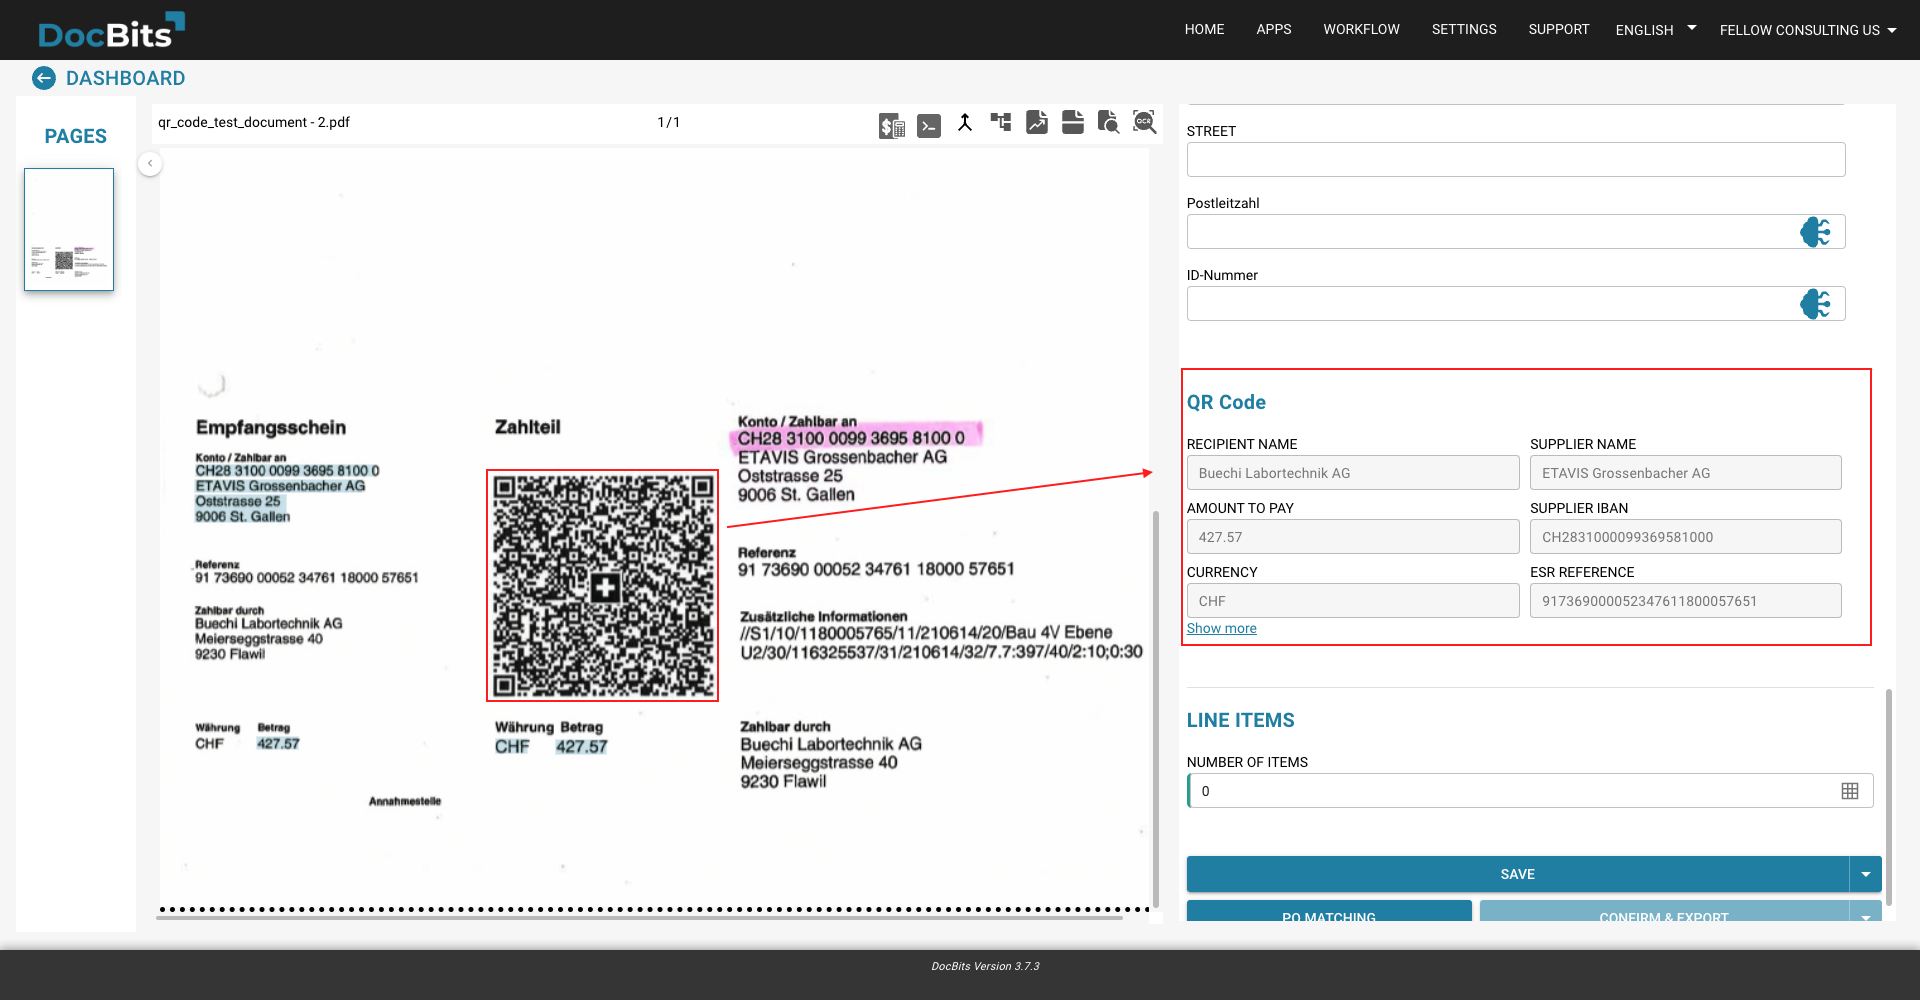 DocBits
HOME APPS WORKFLOW SETTINGS SUPPORT ENGLISH FELLOW CONSULTING US
DASHBOARD
PAGES
qr_code_test_document - 2.pdf 1/1
OCR
Empfangsschein
Konto / Zahlbar an
CH28 3100 0099 3695 8100 0
ETAVIS Grossenbacher AG
Oststrasse 25
9006 St. Gallen
Referenz
91 73690 00052 34761 18000 57651
Zahlbar durch
Buechi Labortechnik AG
Meierseggstrasse 40
9230 Flawil
Währung Betrag
CHF 427.57
Annahmestelle
Zahlteil
Währung Betrag
CHF 427.57
Konto / Zahlbar an
CH28 3100 0099 3695 8100 0
ETAVIS Grossenbacher AG
Oststrasse 25
9006 St. Gallen
Referenz
91 73690 00052 34761 18000 57651
Zusätzliche Informationen
//S1/10/1180005765/11/210614/20/Bau 4V Ebene
U2/30/116325537/31/210614/32/7.7:397/40/2:10;0:30
Zahlbar durch
Buechi Labortechnik AG
Meierseggstrasse 40
9230 Flawil
STREET
Postleitzahl
ID-Nummer
QR Code
RECIPIENT NAME SUPPLIER NAME
Buechi Labortechnik AG ETAVIS Grossenbacher AG
AMOUNT TO PAY SUPPLIER IBAN
427.57 CH2831000099369581000
CURRENCY ESR REFERENCE
CHF 917369000052347611800057651
Show more
LINE ITEMS
NUMBER OF ITEMS
0
SAVE
PO MATCHING CONFIRM & EXPORT
DocBits Version 3.7.3